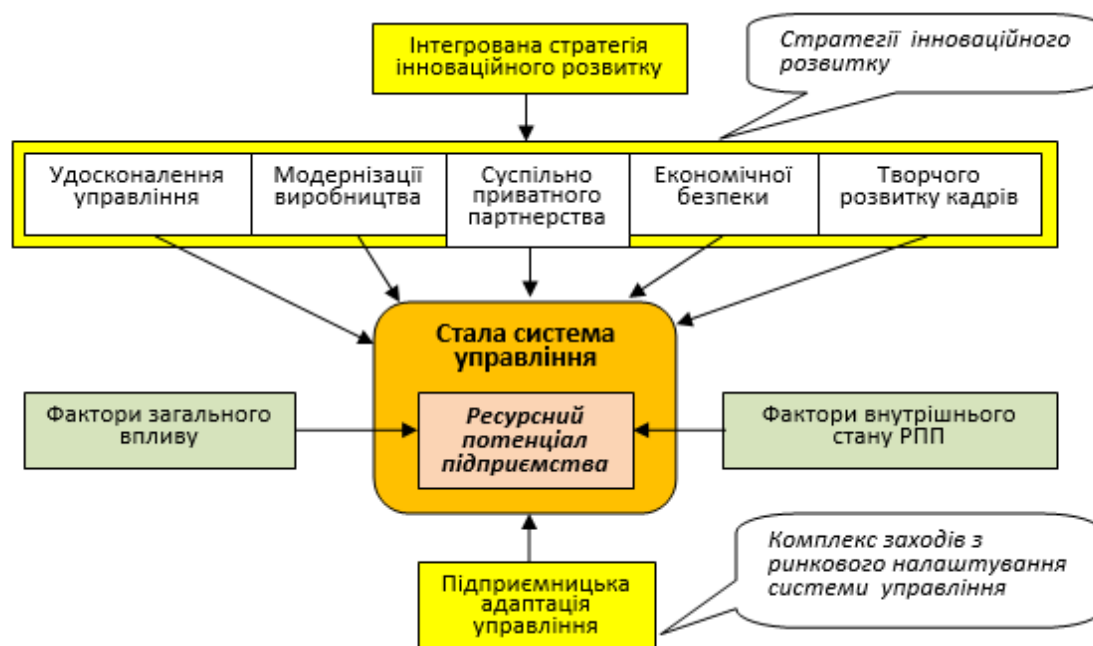 Інтегрована стратегія
інноваційного розвитку
Стратегії інноваційного
розвитку
Удосконалення
управління
Модернізації
виробництва
Суспільно
приватного
партнерства
Економічної
безпеки
Творчого
розвитку кадрів
Стала система
управління
Фактори загального
впливу
Ресурсний
потенціал
підприємства
Фактори внутрішнього
стану РПП
Підприємницька
адаптація
управління
Комплекс заходів з
ринкового налаштування
системи управління